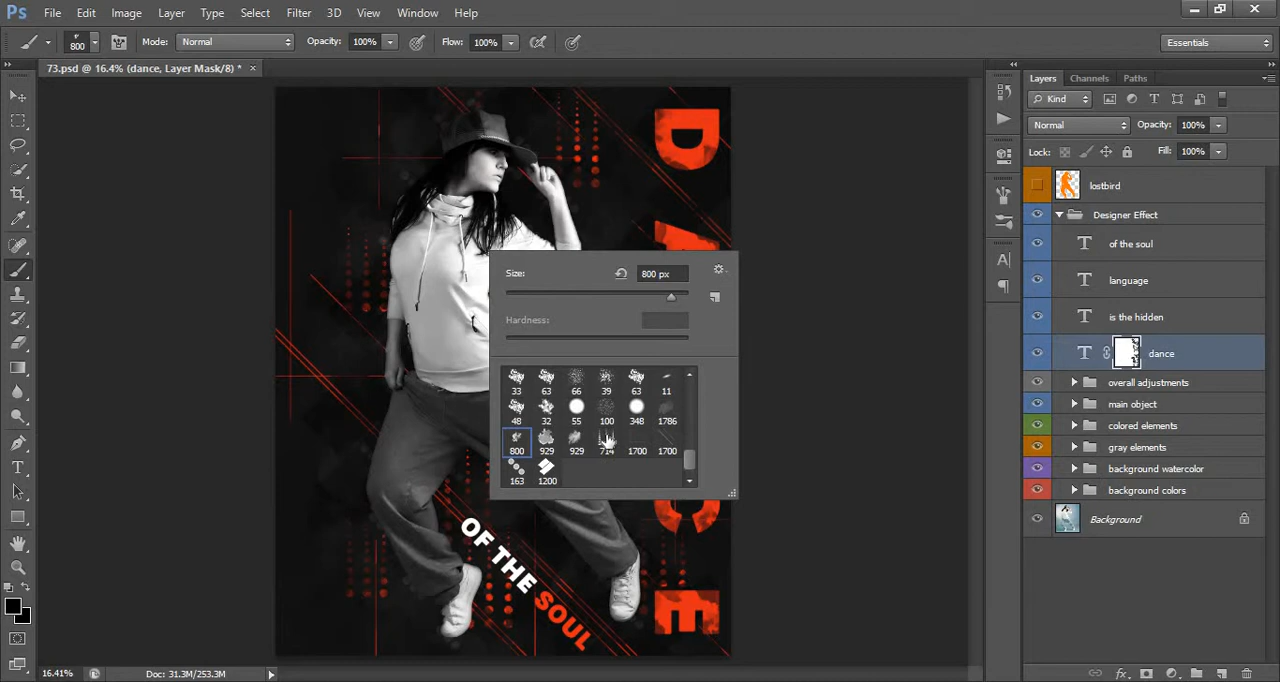 Ps File Edit Image Layer Type Select Filter 3D View Window Help
800 Mode: Normal Opacity: 100% Flow: 100% Essentials
73.psd @ 16.4% (dance, Layer Mask/8) * ×
D
A
C
E
OF THE SOUL
Size: 800 px
Hardness:
33 63 66 39 63 11
48 32 55 100 348 1786
800 929 929 714 1700 1700
163 1200
Layers Channels Paths
Kind
Normal Opacity: 100%
Lock: Fill: 100%
lostbird
Designer Effect
T of the soul
T language
T is the hidden
T dance
overall adjustments
main object
colored elements
gray elements
background watercolor
background colors
Background
16.41% Doc: 31.3M/253.3M